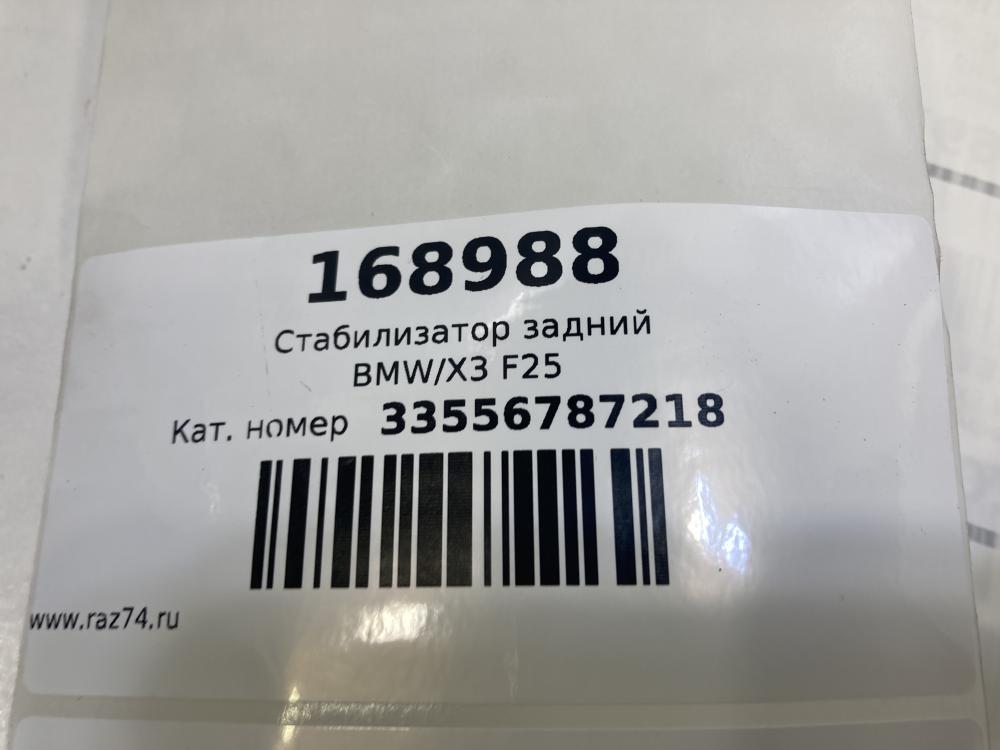 168988
Стабилизатор задний
BMW/X3 F25
Кат. номер 33556787218
www.raz74.ru